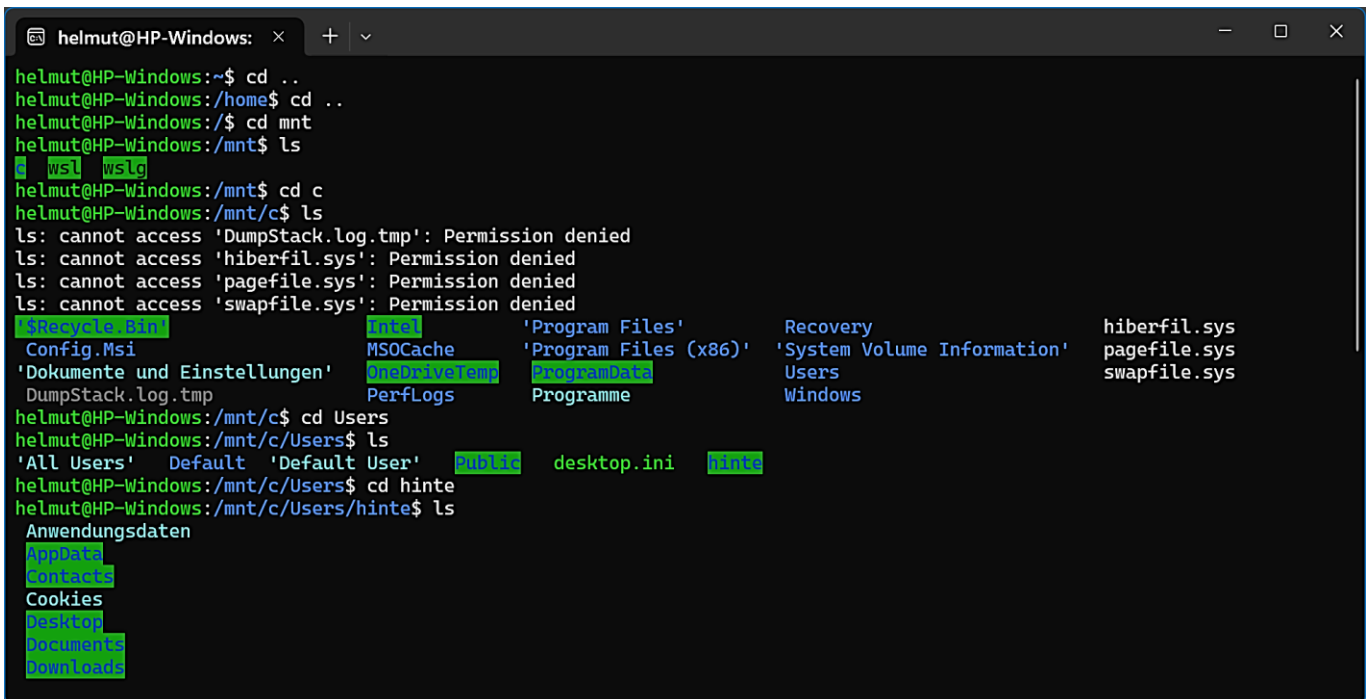 helmut@HP-Windows:
helmut@HP-Windows:~$ cd ..
helmut@HP-Windows:/home$ cd ..
helmut@HP-Windows:/$ cd mnt
helmut@HP-Windows:/mnt$ ls
c  wsl  wslg
helmut@HP-Windows:/mnt$ cd c
helmut@HP-Windows:/mnt/c$ ls
ls: cannot access 'DumpStack.log.tmp': Permission denied
ls: cannot access 'hiberfil.sys': Permission denied
ls: cannot access 'pagefile.sys': Permission denied
ls: cannot access 'swapfile.sys': Permission denied
'$Recycle.Bin'  Intel  'Program Files'  Recovery  hiberfil.sys
Config.Msi  MSOCache  'Program Files (x86)'  'System Volume Information'  pagefile.sys
'Dokumente und Einstellungen'  OneDriveTemp  ProgramData  Users  swapfile.sys
DumpStack.log.tmp  PerfLogs  Programme  Windows
helmut@HP-Windows:/mnt/c$ cd Users
helmut@HP-Windows:/mnt/c/Users$ ls
'All Users'  Default  'Default User'  Public  desktop.ini  hinte
helmut@HP-Windows:/mnt/c/Users$ cd hinte
helmut@HP-Windows:/mnt/c/Users/hinte$ ls
Anwendungsdaten
AppData
Contacts
Cookies
Desktop
Documents
Downloads